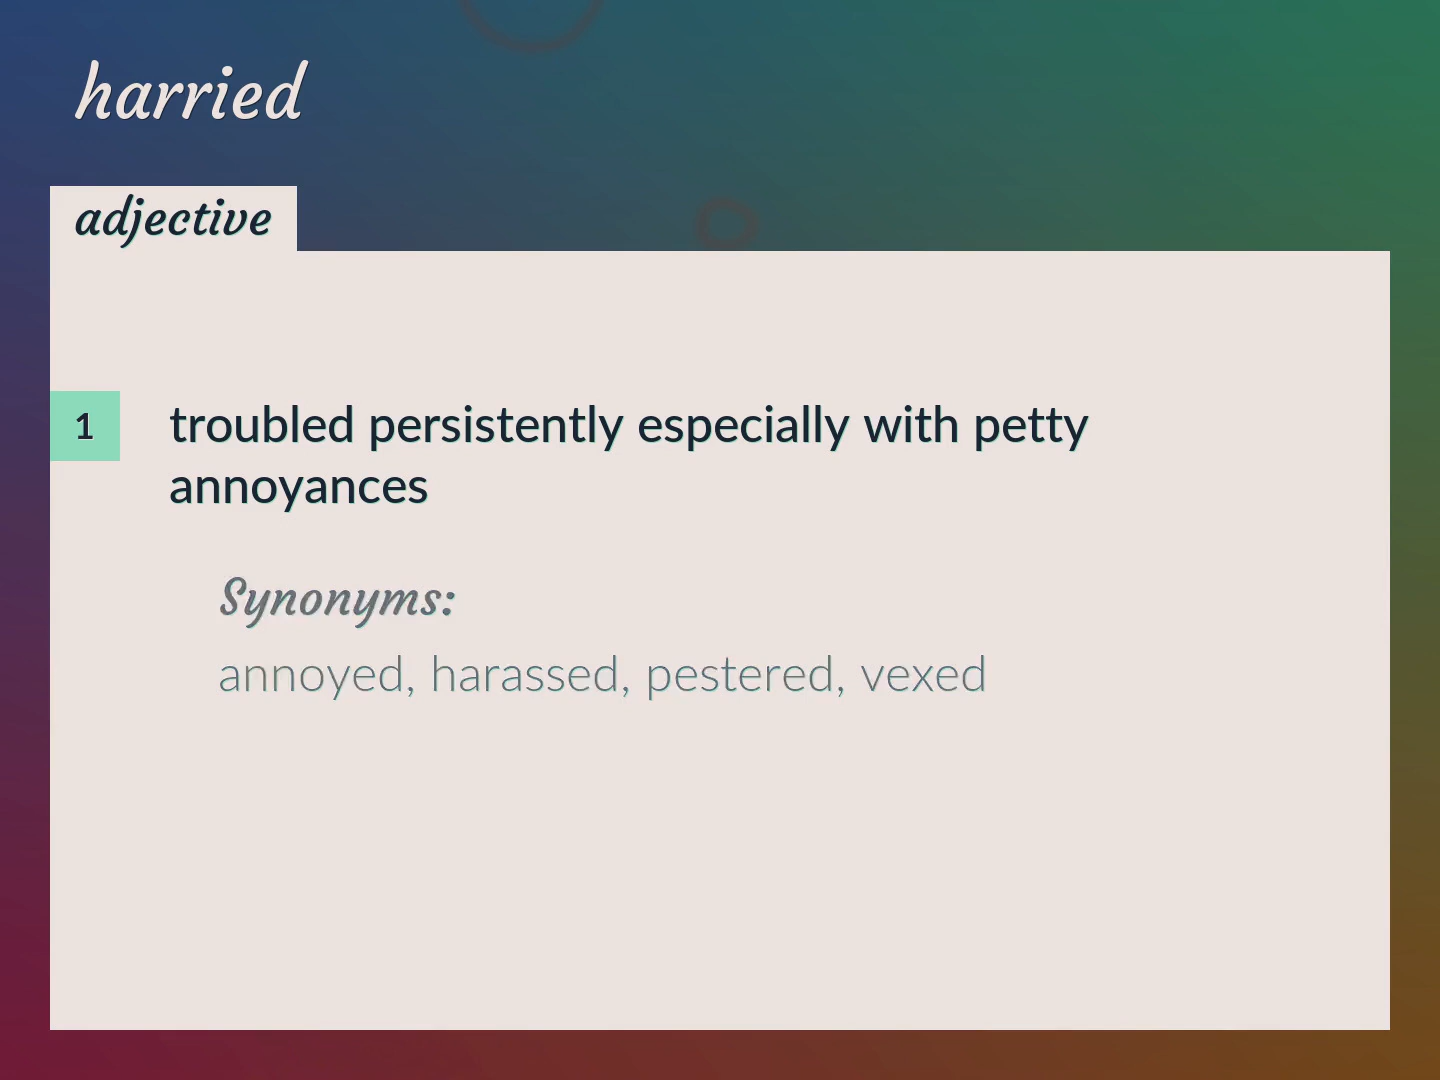 harried
adjective
1
troubled persistently especially with petty
annoyances
Synonyms:
annoyed, harassed, pestered, vexed